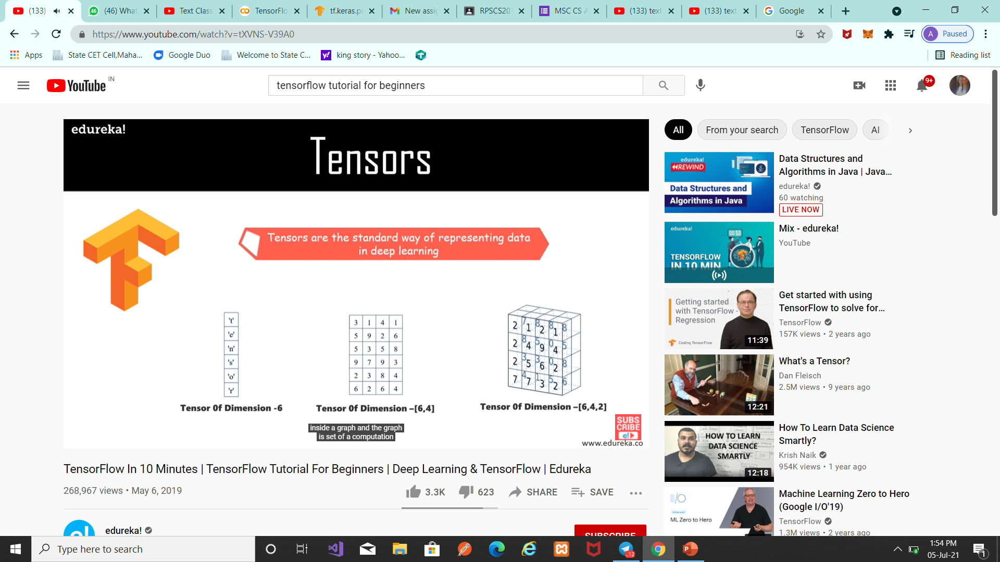 (133)
(46) What
Text Class
TensorFlo
tf.keras.pr
New assig
RPSCS201
MSC CS A
(133) text
(133) text
Google
https://www.youtube.com/watch?v=tXVNS-V39A0
A Paused
Apps
State CET Cell,Maha...
Google Duo
Welcome to State C...
king story - Yahoo...
Reading list
YouTube IN
tensorflow tutorial for beginners
9+
edureka!
Tensors
Tensors are the standard way of representing data
in deep learning
't'
'e'
'n'
's'
'o'
'r'
Tensor 0f Dimension -6
3 1 4 1
5 9 2 6
5 3 5 8
9 7 9 3
2 3 8 4
6 2 6 4
Tensor 0f Dimension –[6,4]
Tensor 0f Dimension –[6,4,2]
inside a graph and the graph
is set of a computation
SUBS
CRIBE
e!
www.edureka.co
TensorFlow In 10 Minutes | TensorFlow Tutorial For Beginners | Deep Learning & TensorFlow | Edureka
268,967 views • May 6, 2019
3.3K
623
SHARE
SAVE
edureka!
SUBSCRIBE
All
From your search
TensorFlow
AI
edureka!
REWIND
Data Structures and
Algorithms in Java
Data Structures and
Algorithms in Java | Java...
edureka!
60 watching
LIVE NOW
edureka!
00:10
TENSORFLOW
IN 10 MIN
Mix - edureka!
YouTube
Getting started
with TensorFlow -
Regression
Coding TensorFlow
11:39
Get started with using
TensorFlow to solve for...
TensorFlow
157K views • 2 years ago
12:21
What's a Tensor?
Dan Fleisch
2.5M views • 9 years ago
HOW TO LEARN
DATA SCIENCE
SMARTLY
12:18
How To Learn Data Science
Smartly?
Krish Naik
954K views • 1 year ago
I/O
Advanced
ML Zero to Hero
Machine Learning Zero to Hero
(Google I/O'19)
TensorFlow
1.3M views • 2 years ago
Type here to search
..12
1:54 PM
05-Jul-21
1